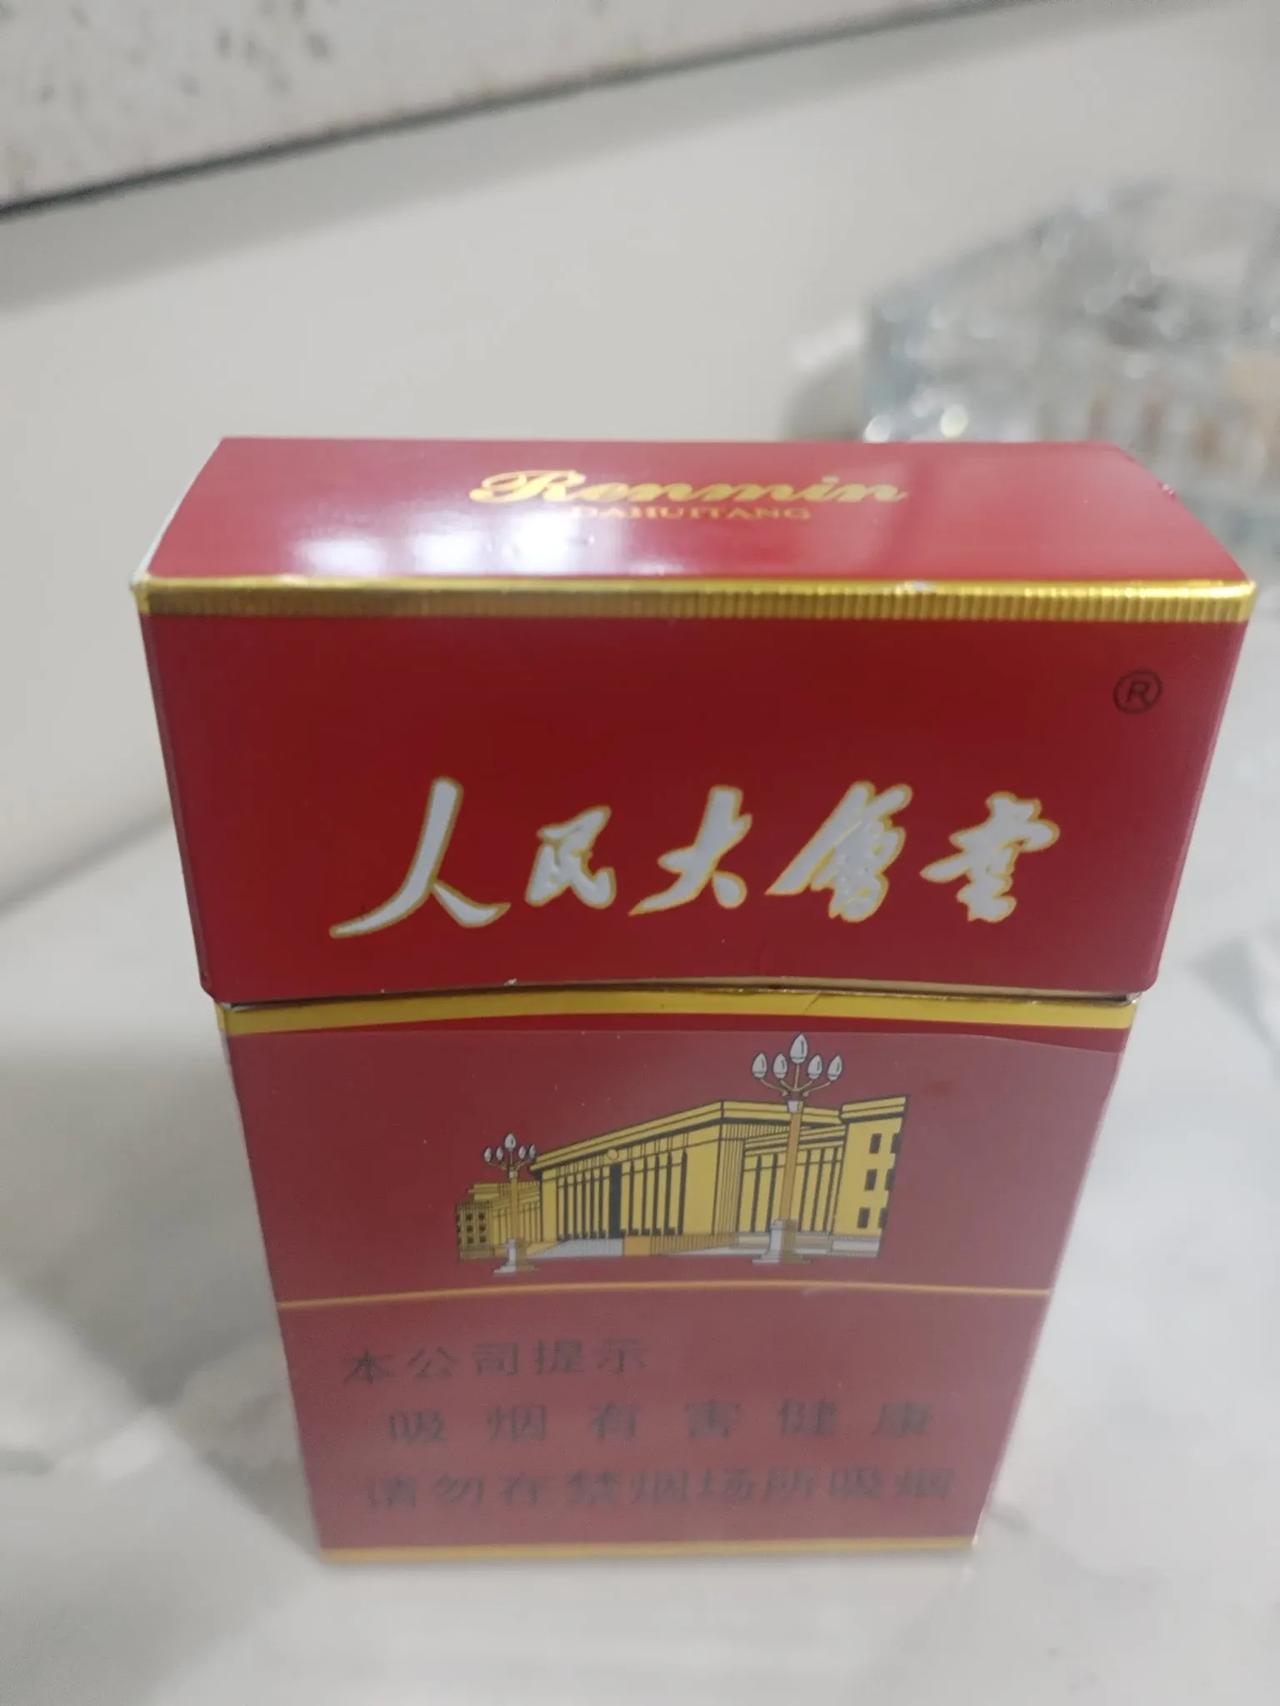 Renmin
DAHUITANG
®
人民大會堂
本公司提示
吸烟有害健康
请勿在禁烟场所吸烟